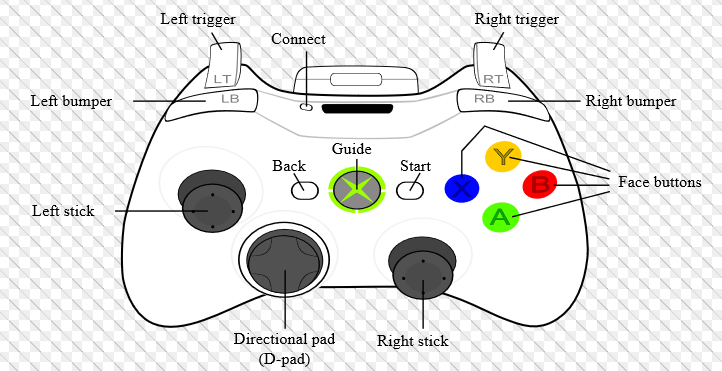 Left trigger
Right trigger
Connect
LT
RT
Left bumper
LB
RB
Right bumper
Guide
Y
Back
Start
X
B
Face buttons
Left stick
A
Directional pad
(D-pad)
Right stick